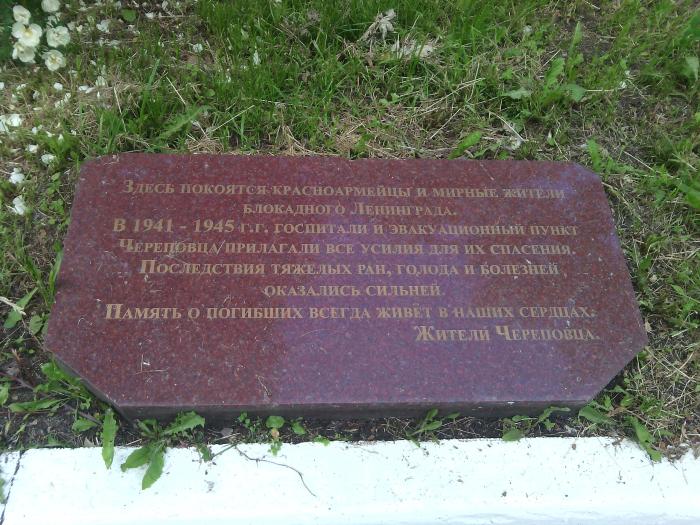 Здесь покоятся красноармейцы и мирные жители
блокадного Ленинграда.
В 1941 - 1945 г.г. госпитали и эвакуационный пункт
Череповца прилагали все усилия для их спасения.
Последствия тяжелых ран, голода и болезней
оказались сильней.
Память о погибших всегда живёт в наших сердцах.
Жители Череповца.